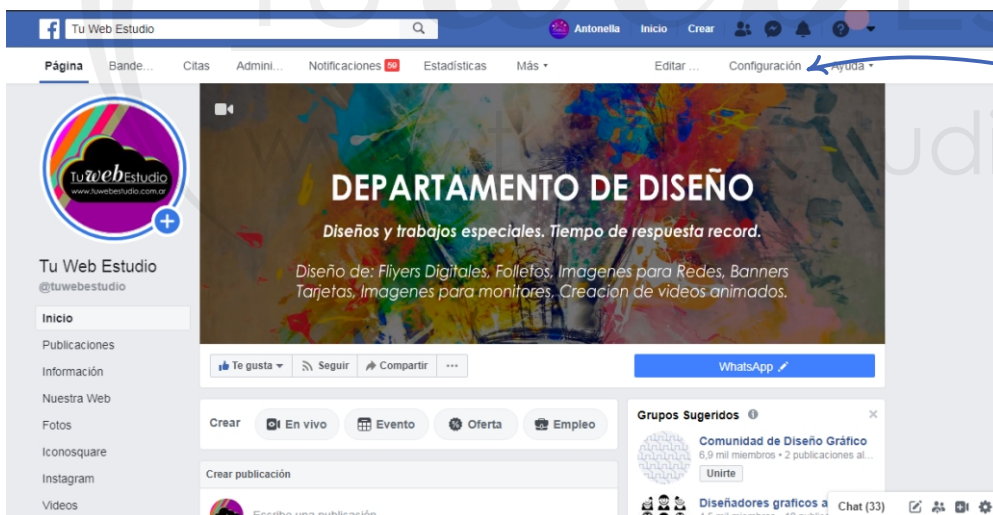 Tu Web Estudio
Antonella Inicio Crear
Página Bande... Citas Admini... Notificaciones 59 Estadísticas Más Editar ... Configuración Ayuda
TuwebEstudio
www.tuwebestudio.com.ar
DEPARTAMENTO DE DISEÑO
Diseños y trabajos especiales. Tiempo de respuesta record.
Diseño de: Fliyers Digitales, Folletos, Imagenes para Redes, Banners
Tarjetas, Imagenes para monitores, Creacion de videos animados.
Tu Web Estudio
@tuwebestudio
Inicio
Publicaciones
Información
Nuestra Web
Fotos
Iconosquare
Instagram
Videos
Te gusta Seguir Compartir ...
WhatsApp
Crear En vivo Evento Oferta Empleo
Crear publicación
Escribe una publicación
Grupos Sugeridos
Comunidad de Diseño Gráfico
6,9 mil miembros • 2 publicaciones al...
Unirte
Diseñadores graficos a
Chat (33)